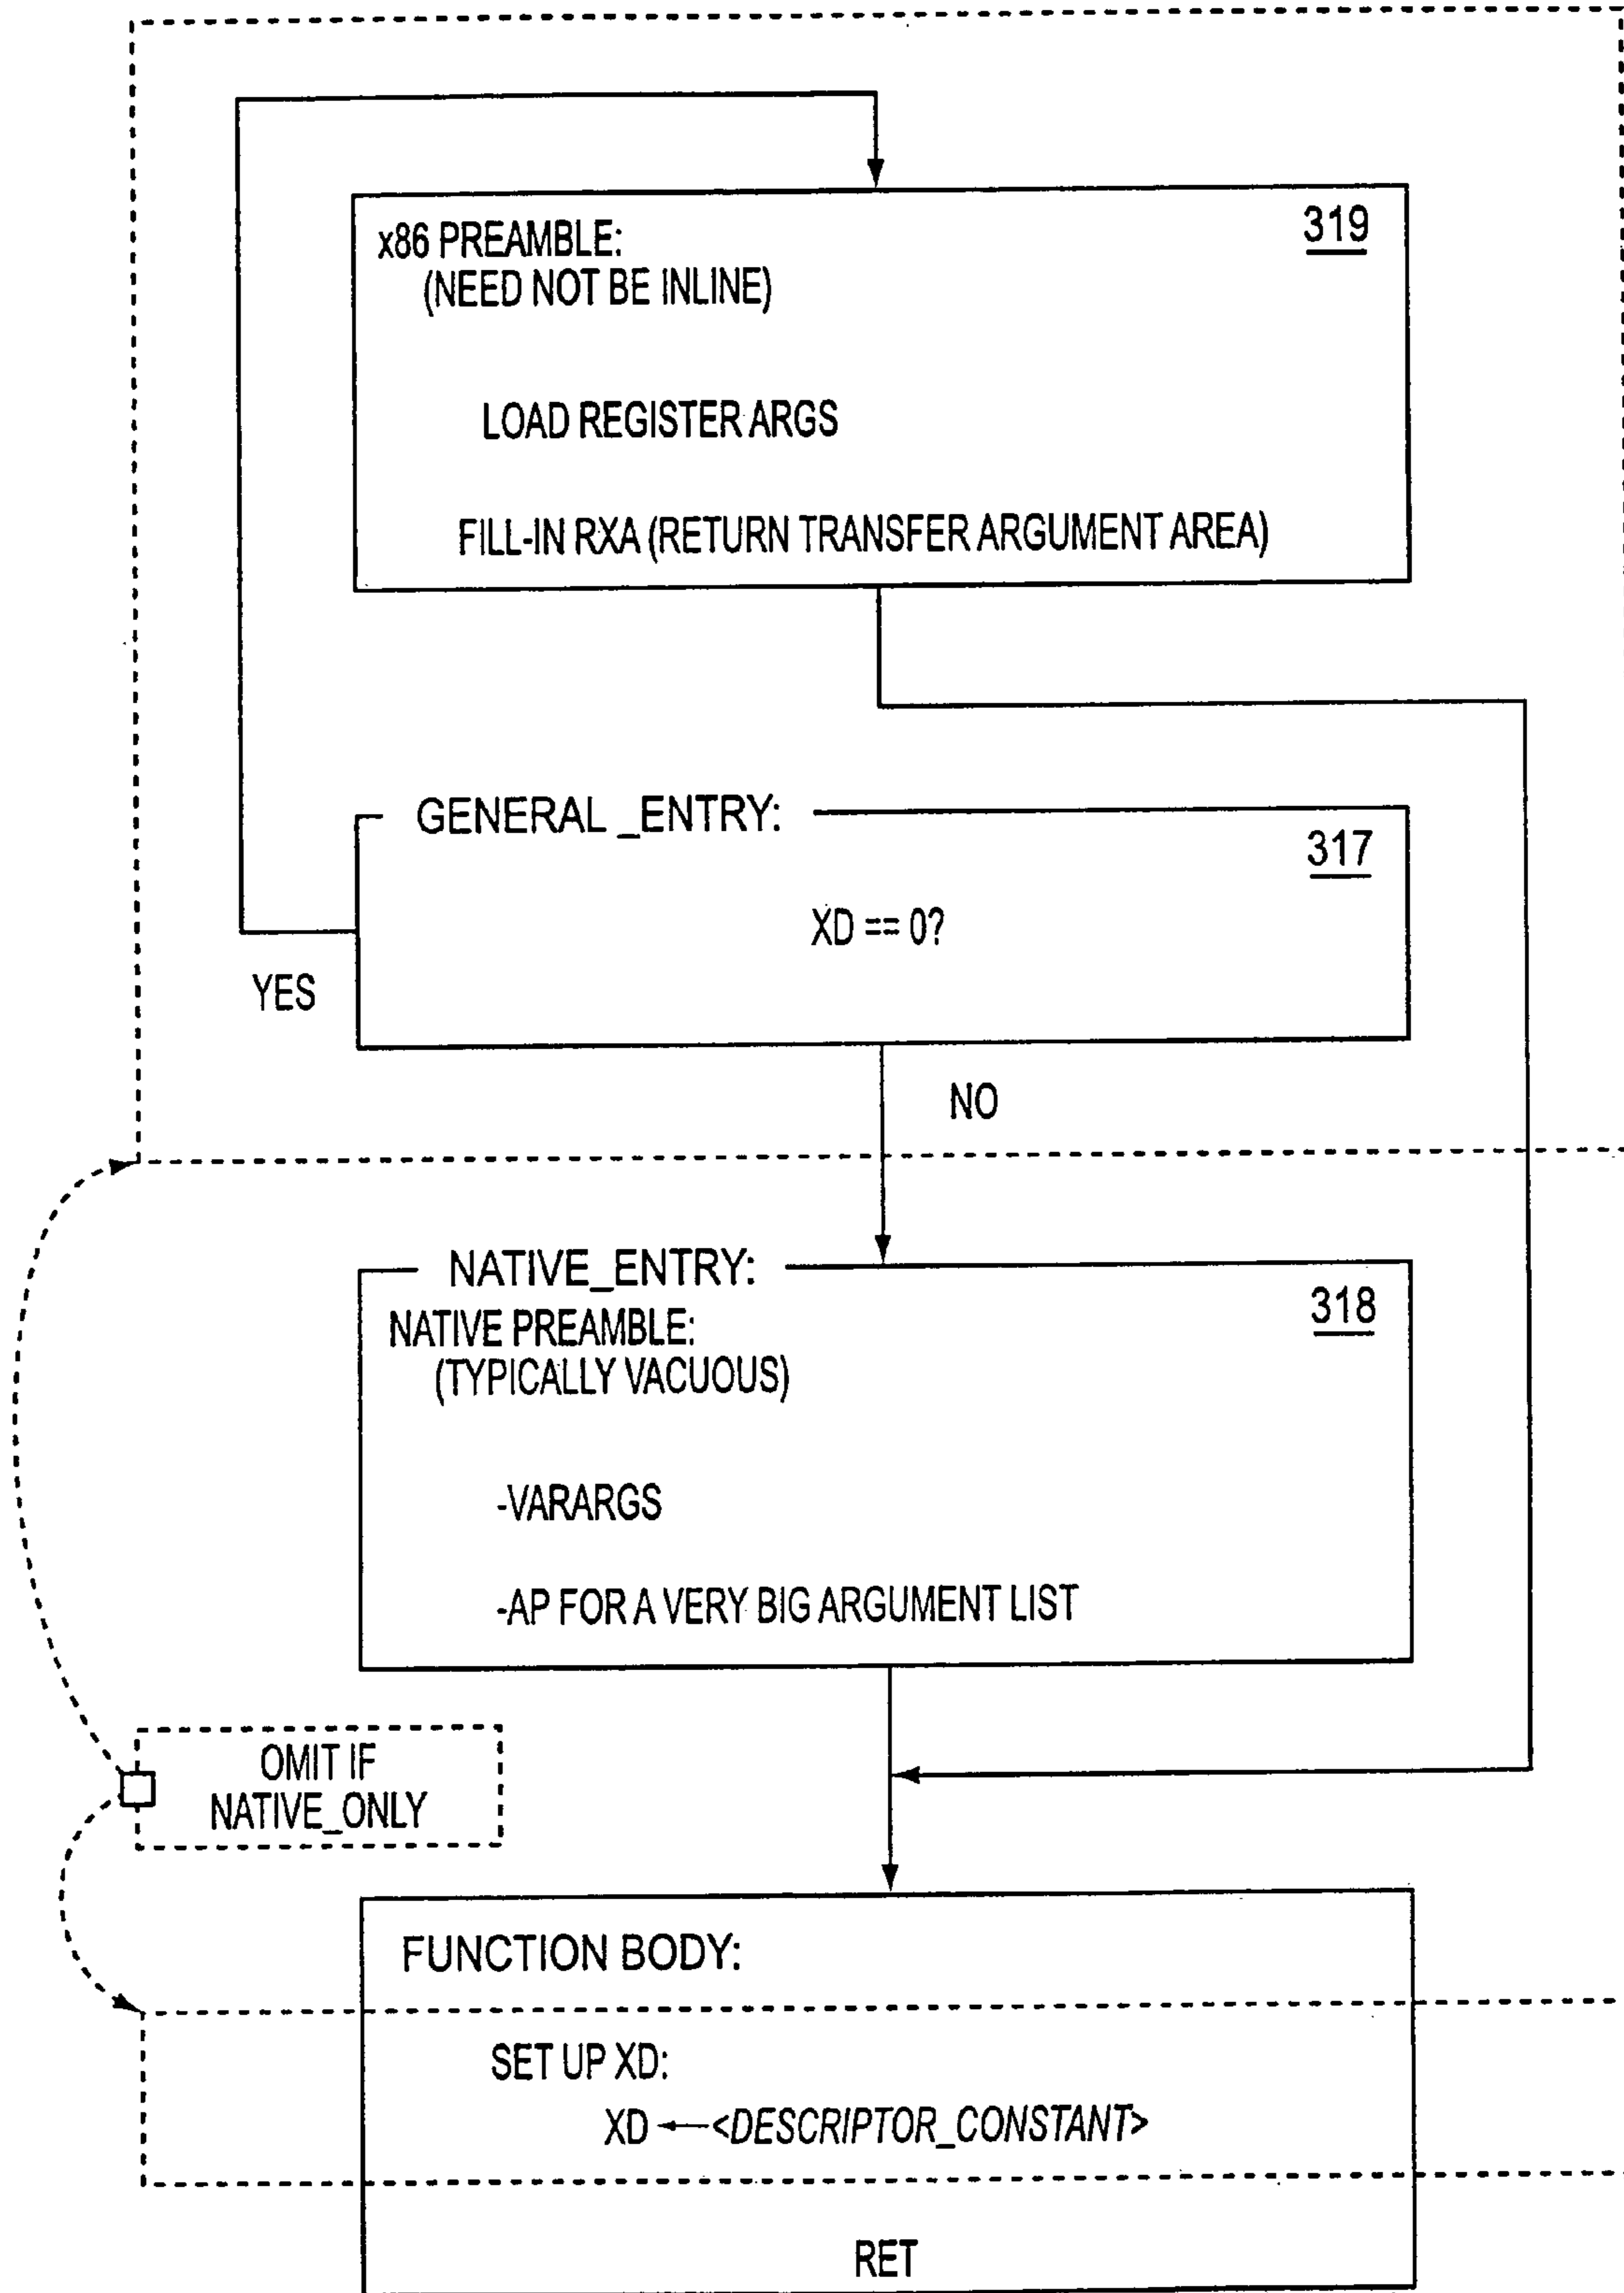 x86 PREAMBLE:
319
(NEED NOT BE INLINE)
LOAD REGISTER ARGS
FILL-IN RXA (RETURN TRANSFER ARGUMENT AREA)
GENERAL _ENTRY:
317
XD == 0?
YES
NO
NATIVE_ENTRY:
318
NATIVE PREAMBLE:
(TYPICALLY VACUOUS)
-VARARGS
-AP FOR A VERY BIG ARGUMENT LIST
OMIT IF
NATIVE_ONLY
FUNCTION BODY:
SET UP XD:
XD ← <DESCRIPTOR_CONSTANT>
RET